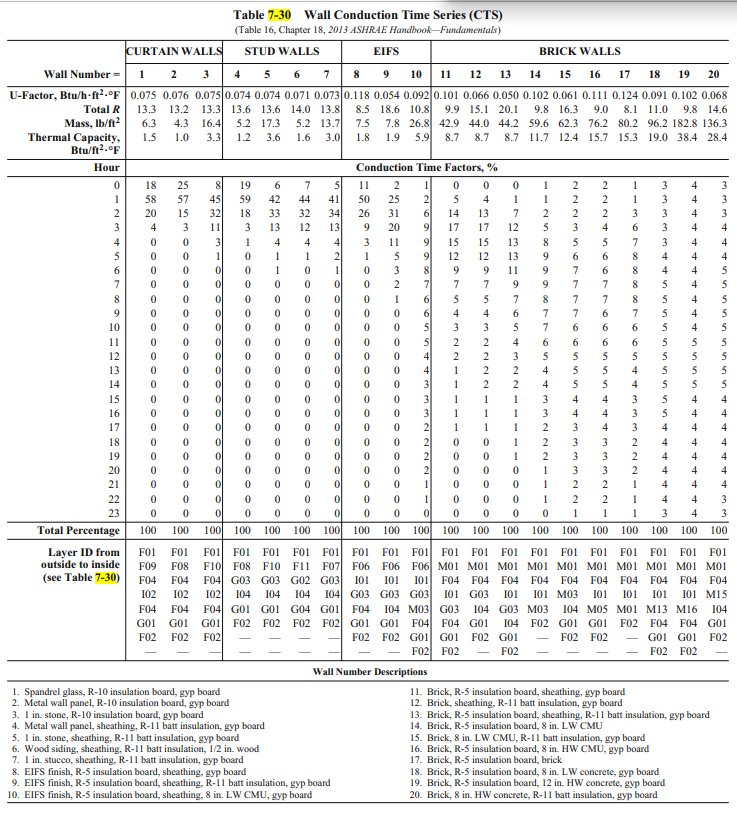 Table 7-30 Wall Conduction Time Series (CTS)
(Table 16, Chapter 18, 2013 ASHRAE Handbook—Fundamentals)
CURTAIN WALLS STUD WALLS EIFS BRICK WALLS
Wall Number = 1 2 3 4 5 6 7 8 9 10 11 12 13 14 15 16 17 18 19 20
U-Factor, Btu/h·ft²·°F 0.075 0.076 0.075 0.074 0.074 0.071 0.073 0.118 0.054 0.092 0.101 0.066 0.050 0.102 0.061 0.111 0.124 0.091 0.102 0.068
Total R 13.3 13.2 13.3 13.6 13.6 14.0 13.8 8.5 18.6 10.8 9.9 15.1 20.1 9.8 16.3 9.0 8.1 11.0 9.8 14.6
Mass, lb/ft² 6.3 4.3 16.4 5.2 17.3 5.2 13.7 7.5 7.8 26.8 42.9 44.0 44.2 59.6 62.3 76.2 80.2 96.2 182.8 136.3
Thermal Capacity, 1.5 1.0 3.3 1.2 3.6 1.6 3.0 1.8 1.9 5.9 8.7 8.7 8.7 11.7 12.4 15.7 15.3 19.0 38.4 28.4
Btu/ft²·°F
Hour Conduction Time Factors, %
0 18 25 8 19 6 7 5 11 2 1 0 0 0 1 2 2 1 3 4 3
1 58 57 45 59 42 44 41 50 25 2 5 4 1 1 2 2 1 3 4 3
2 20 15 32 18 33 32 34 26 31 6 14 13 7 2 2 2 3 3 4 3
3 4 3 11 3 13 12 13 9 20 9 17 17 12 5 3 4 6 3 4 4
4 0 0 3 1 4 4 4 3 11 9 15 15 13 8 5 5 7 3 4 4
5 0 0 1 0 1 1 2 1 5 9 12 12 13 9 6 6 8 4 4 4
6 0 0 0 0 1 0 1 0 3 8 9 9 11 9 7 6 8 4 4 5
7 0 0 0 0 0 0 0 0 2 7 7 7 9 9 7 7 8 5 4 5
8 0 0 0 0 0 0 0 0 1 6 5 5 7 8 7 7 8 5 4 5
9 0 0 0 0 0 0 0 0 0 6 4 4 6 7 7 6 7 5 4 5
10 0 0 0 0 0 0 0 0 0 5 3 3 5 7 6 6 6 5 4 5
11 0 0 0 0 0 0 0 0 0 5 2 2 4 6 6 6 5 5 5 5
12 0 0 0 0 0 0 0 0 0 4 2 2 3 5 5 5 5 5 5 5
13 0 0 0 0 0 0 0 0 0 4 1 2 2 4 5 5 4 5 5 5
14 0 0 0 0 0 0 0 0 0 3 1 2 2 4 5 5 4 5 5 5
15 0 0 0 0 0 0 0 0 0 3 1 1 1 3 4 4 3 5 4 4
16 0 0 0 0 0 0 0 0 0 3 1 1 1 3 4 4 3 5 4 4
17 0 0 0 0 0 0 0 0 0 2 1 1 1 2 3 4 3 4 4 4
18 0 0 0 0 0 0 0 0 0 2 0 0 1 2 3 3 2 4 4 4
19 0 0 0 0 0 0 0 0 0 2 0 0 1 2 3 3 2 4 4 4
20 0 0 0 0 0 0 0 0 0 2 0 0 0 1 3 3 2 4 4 4
21 0 0 0 0 0 0 0 0 0 1 0 0 0 1 2 2 1 4 4 4
22 0 0 0 0 0 0 0 0 0 1 0 0 0 1 2 2 1 4 4 3
23 0 0 0 0 0 0 0 0 0 0 0 0 0 0 1 1 1 3 4 3
Total Percentage 100 100 100 100 100 100 100 100 100 100 100 100 100 100 100 100 100 100 100 100
Layer ID from F01 F01 F01 F01 F01 F01 F01 F01 F01 F01 F01 F01 F01 F01 F01 F01 F01 F01 F01 F01
outside to inside F09 F08 F10 F08 F10 F11 F07 F06 F06 F06 M01 M01 M01 M01 M01 M01 M01 M01 M01 M01
(see Table 7-30) F04 F04 F04 G03 G03 G02 G03 I01 I01 I01 F04 F04 F04 F04 F04 F04 F04 F04 F04 F04
I02 I02 I02 I04 I04 I04 I04 G03 G03 G03 I01 G03 I01 I01 M03 I01 I01 I01 I01 M15
F04 F04 F04 G01 G01 G04 G01 F04 I04 M03 G03 I04 G03 M03 I04 M05 M01 M13 M16 I04
G01 G01 G01 F02 F02 F02 F02 G01 G01 F04 F04 G01 I04 F02 G01 G01 F02 F04 F04 G01
F02 F02 F02 — — — — F02 F02 G01 G01 F02 G01 — F02 F02 — G01 G01 F02
— — — — — — — — — F02 F02 — F02 — — — — F02 F02 —
Wall Number Descriptions
1. Spandrel glass, R-10 insulation board, gyp board
2. Metal wall panel, R-10 insulation board, gyp board
3. 1 in. stone, R-10 insulation board, gyp board
4. Metal wall panel, sheathing, R-11 batt insulation, gyp board
5. 1 in. stone, sheathing, R-11 batt insulation, gyp board
6. Wood siding, sheathing, R-11 batt insulation, 1/2 in. wood
7. 1 in. stucco, sheathing, R-11 batt insulation, gyp board
8. EIFS finish, R-5 insulation board, sheathing, gyp board
9. EIFS finish, R-5 insulation board, sheathing, R-11 batt insulation, gyp board
10. EIFS finish, R-5 insulation board, sheathing, 8 in. LW CMU, gyp board
11. Brick, R-5 insulation board, sheathing, gyp board
12. Brick, sheathing, R-11 batt insulation, gyp board
13. Brick, R-5 insulation board, sheathing, R-11 batt insulation, gyp board
14. Brick, R-5 insulation board, 8 in. LW CMU
15. Brick, 8 in. LW CMU, R-11 batt insulation, gyp board
16. Brick, R-5 insulation board, 8 in. HW CMU, gyp board
17. Brick, R-5 insulation board, brick
18. Brick, R-5 insulation board, 8 in. LW concrete, gyp board
19. Brick, R-5 insulation board, 12 in. HW concrete, gyp board
20. Brick, 8 in. HW concrete, R-11 batt insulation, gyp board